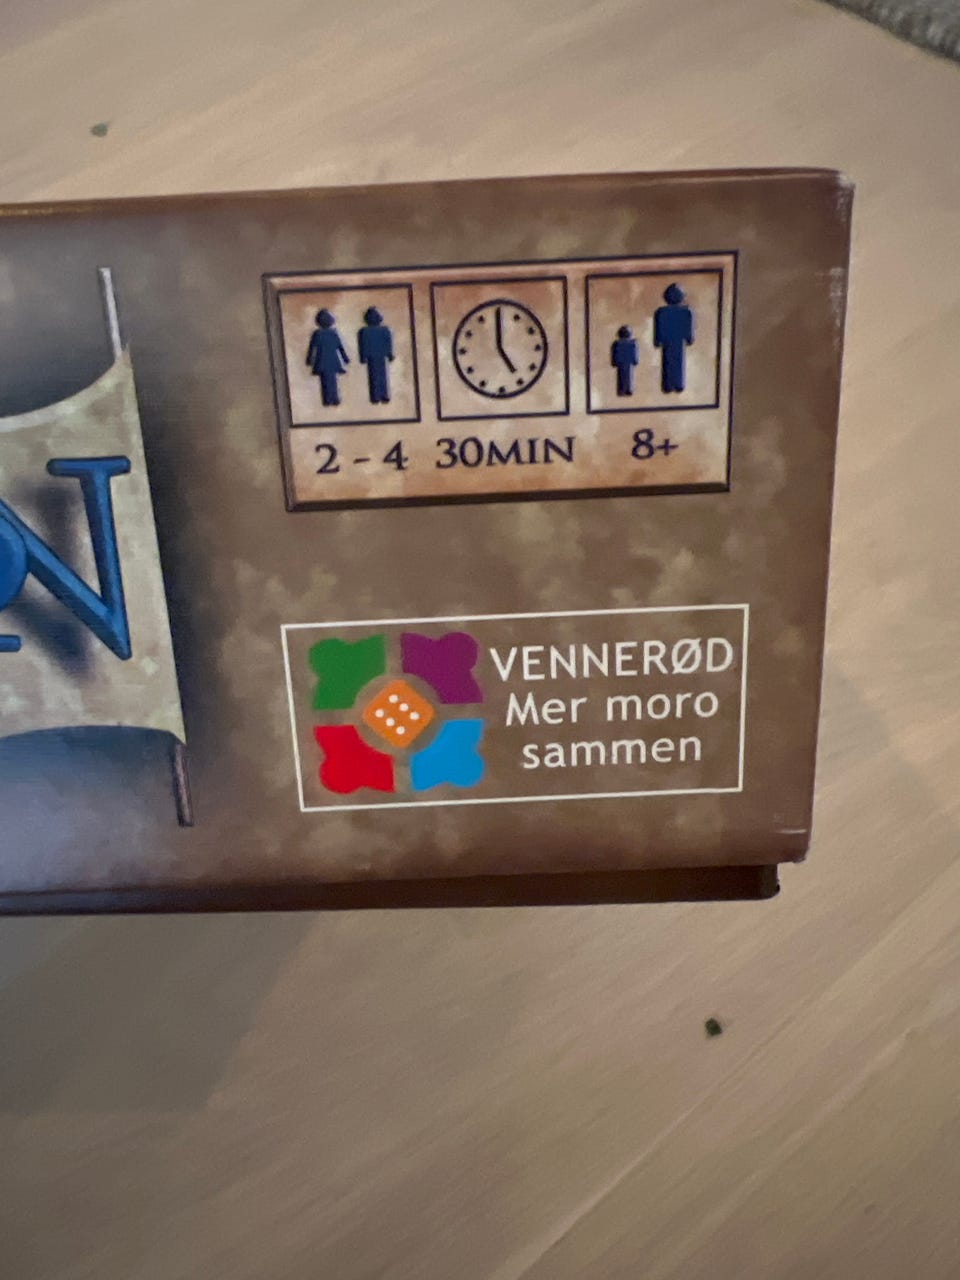 N
2 - 4 30MIN 8+
VENNERØD
Mer moro
sammen